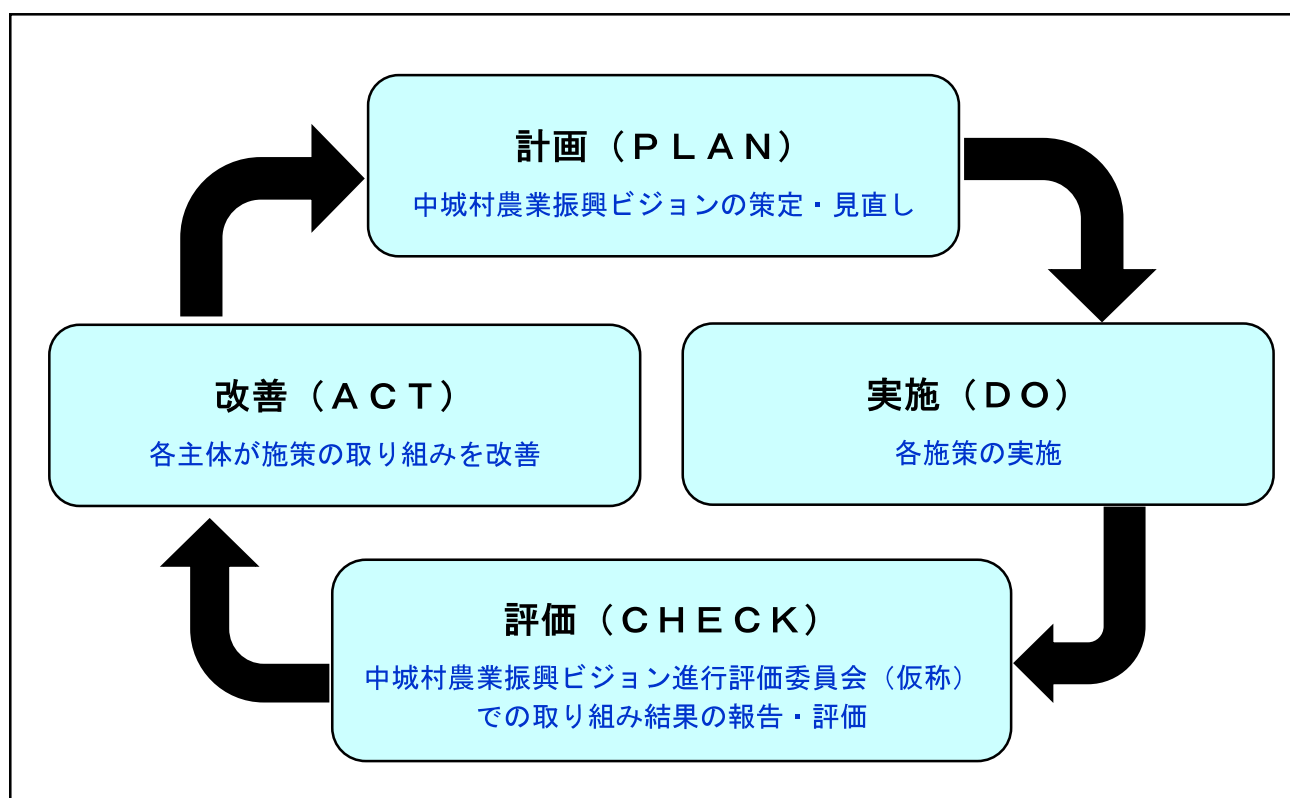 計画（ＰＬＡＮ）
中城村農業振興ビジョンの策定・見直し
改善（ＡＣＴ）
各主体が施策の取り組みを改善
実施（ＤＯ）
各施策の実施
評価（ＣＨＥＣＫ）
中城村農業振興ビジョン進行評価委員会（仮称）
での取り組み結果の報告・評価